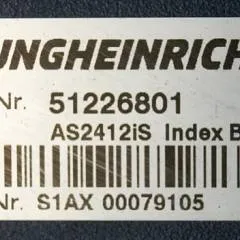 UNGHEINRICH
Nr. 51226801
AS2412iS Index B
Nr. S1AX 00079105